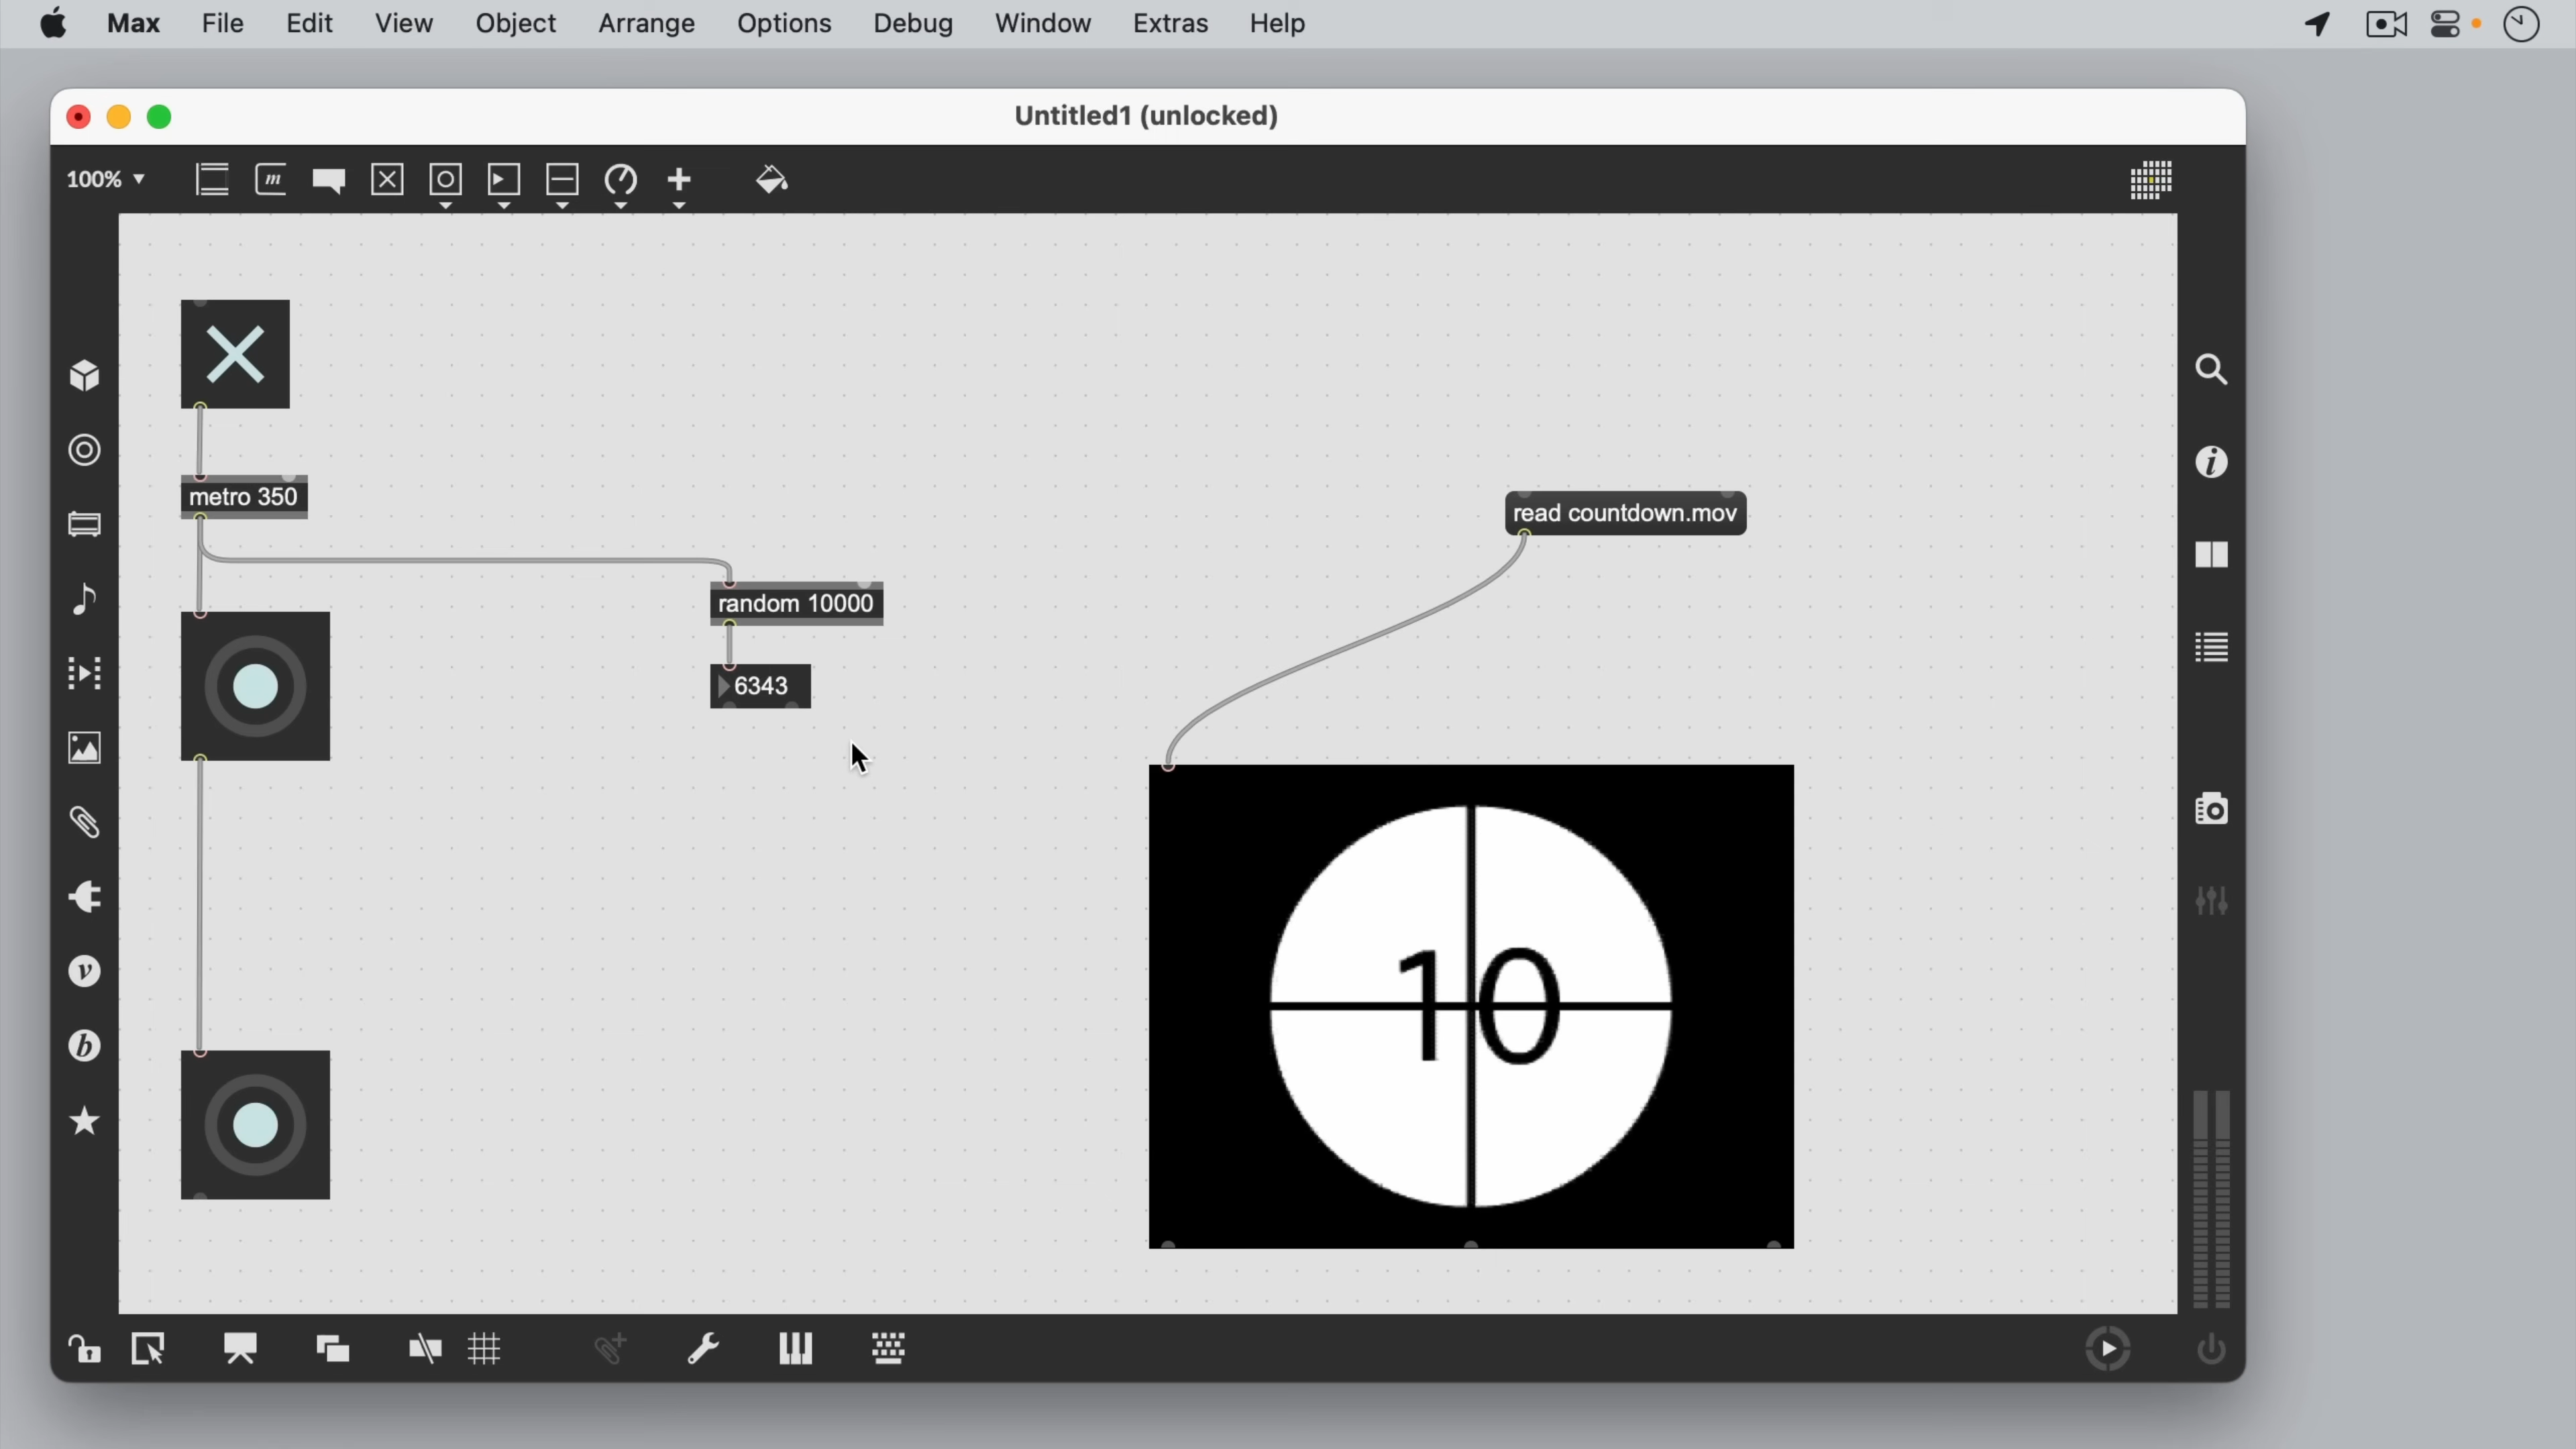 Max File Edit View Object Arrange Options Debug Window Extras Help
Untitled1 (unlocked)
100%
m
metro 350
read countdown.mov
random 10000
6343
10
i
v
b